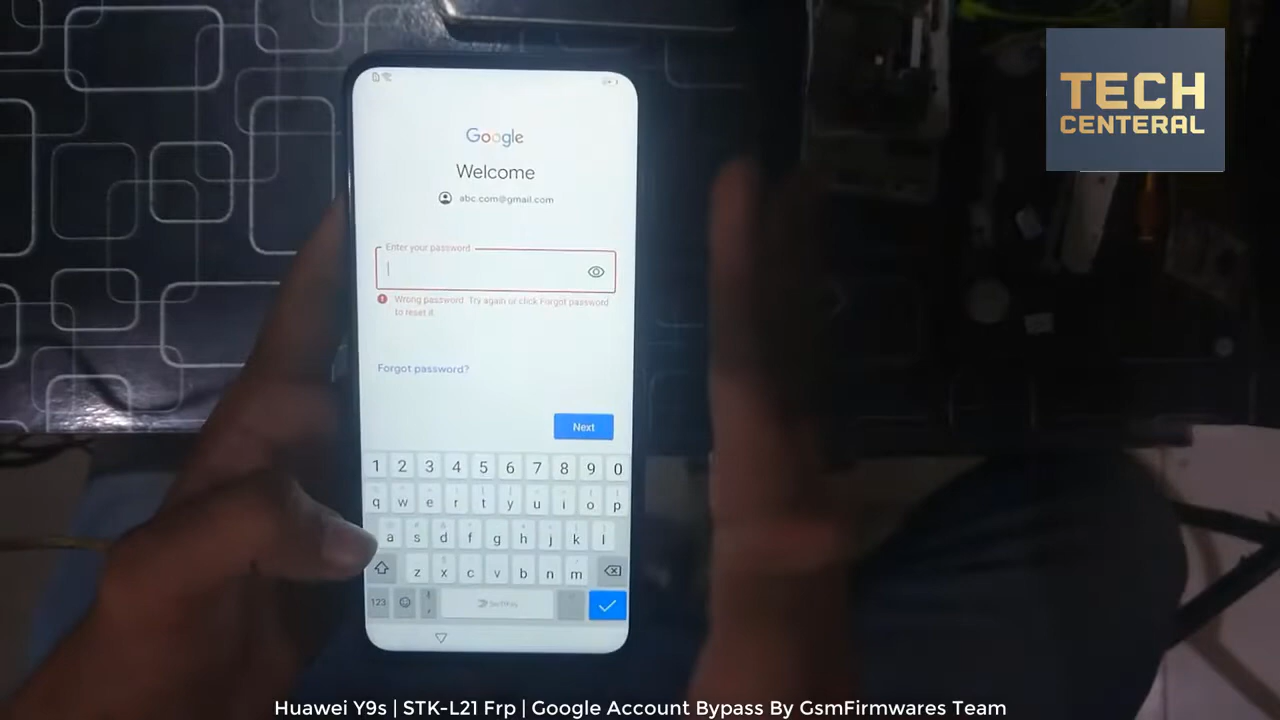 TECH
CENTERAL
Google
Welcome
abc.com@gmail.com
Enter your password
Wrong password. Try again or click Forgot password
to reset it.
Forgot password?
Next
1 2 3 4 5 6 7 8 9 0
q w e r t y u i o p
a s d f g h j k l
z x c v b n m
123 SwiftKey
Huawei Y9s | STK-L21 Frp | Google Account Bypass By GsmFirmwares Team